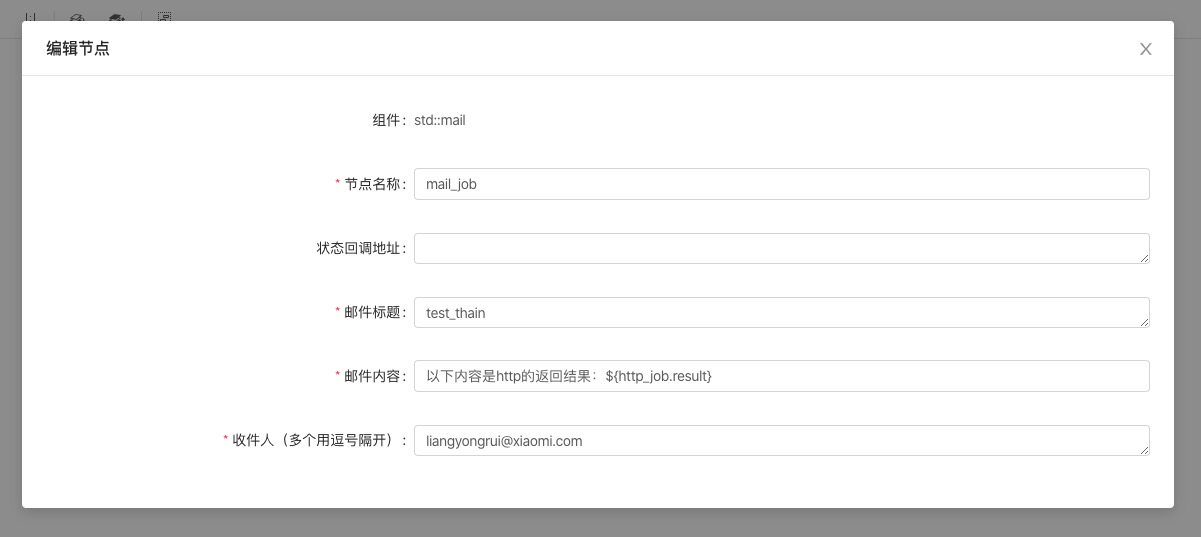 编辑节点
组件： std::mail
* 节点名称： mail_job
状态回调地址：
* 邮件标题： test_thain
* 邮件内容： 以下内容是http的返回结果：${http_job.result}
* 收件人（多个用逗号隔开）： liangyongrui@xiaomi.com